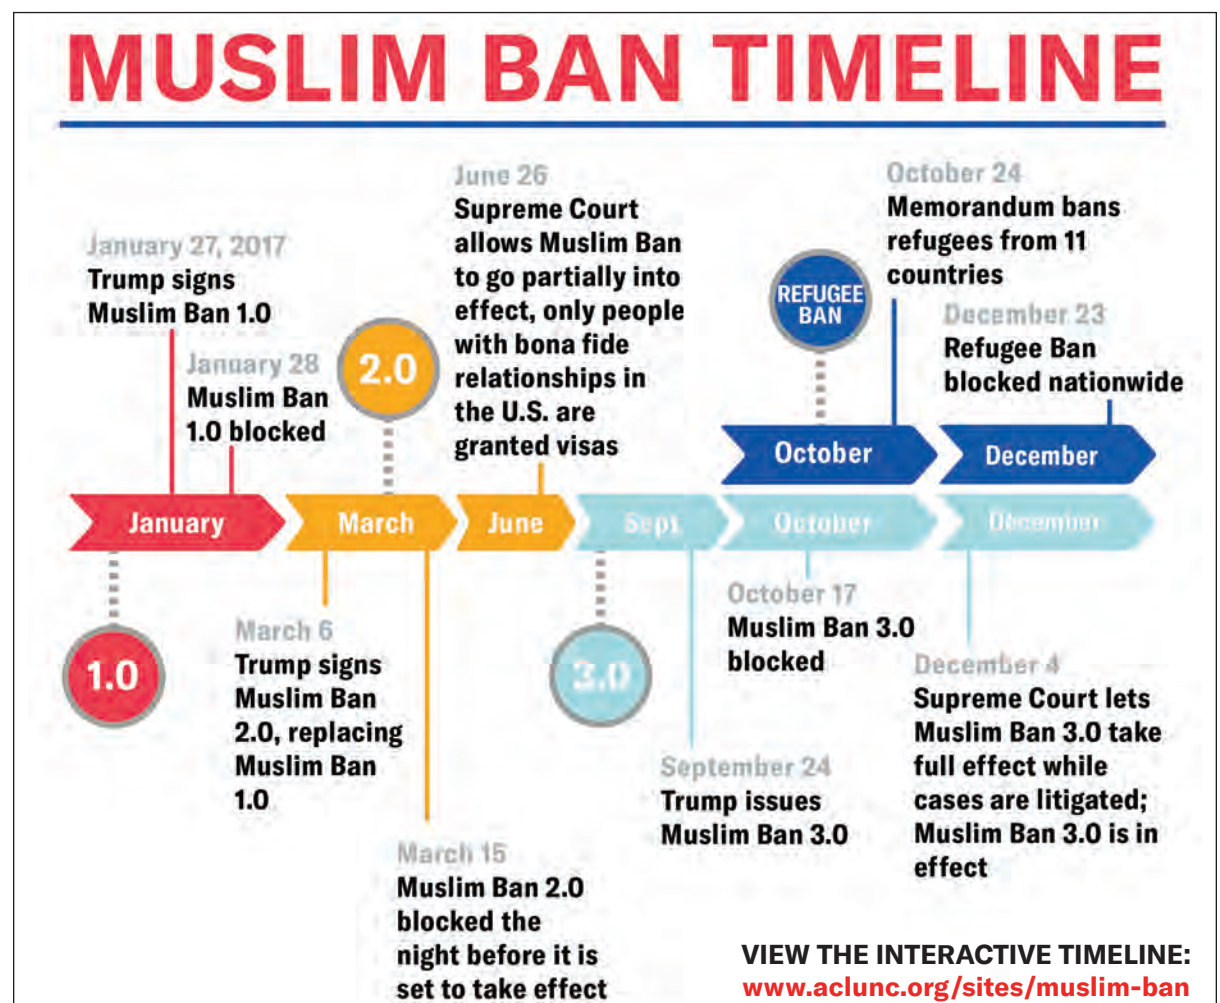 MUSLIM BAN TIMELINE
January 27, 2017
Trump signs
Muslim Ban 1.0
January 28
Muslim Ban
1.0 blocked
2.0
June 26
Supreme Court
allows Muslim Ban
to go partially into
effect, only people
with bona fide
relationships in
the U.S. are
granted visas
REFUGEE
BAN
October 24
Memorandum bans
refugees from 11
countries
December 23
Refugee Ban
blocked nationwide
October
December
January
March
June
Sept
October
December
1.0
March 6
Trump signs
Muslim Ban
2.0, replacing
Muslim Ban
1.0
March 15
Muslim Ban 2.0
blocked the
night before it is
set to take effect
3.0
September 24
Trump issues
Muslim Ban 3.0
October 17
Muslim Ban 3.0
blocked
December 4
Supreme Court lets
Muslim Ban 3.0 take
full effect while
cases are litigated;
Muslim Ban 3.0 is in
effect
VIEW THE INTERACTIVE TIMELINE:
www.aclunc.org/sites/muslim-ban